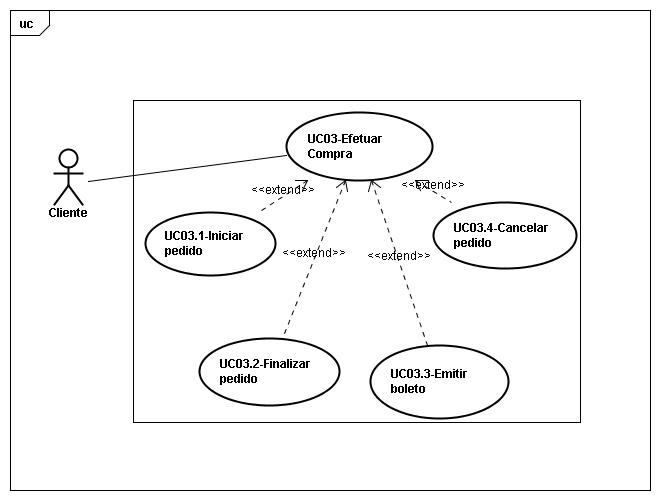 uc
UC03-Efetuar
Compra
Cliente
<<extend>>
<<extend>>
UC03.1-Iniciar
pedido
UC03.4-Cancelar
pedido
<<extend>>
<<extend>>
UC03.2-Finalizar
pedido
UC03.3-Emitir
boleto